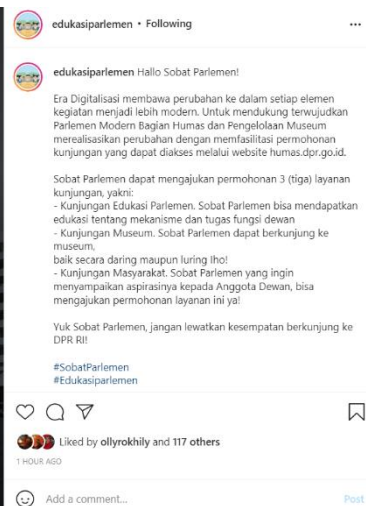 edukasiparlemen • Following
edukasiparlemen Hallo Sobat Parlemen!
Era Digitalisasi membawa perubahan ke dalam setiap elemen
kegiatan menjadi lebih modern. Untuk mendukung terwujudkan
Parlemen Modern Bagian Humas dan Pengelolaan Museum
merealisasikan perubahan dengan memfasilitasi permohonan
kunjungan yang dapat diakses melalui website humas.dpr.go.id.
Sobat Parlemen dapat mengajukan permohonan 3 (tiga) layanan
kunjungan, yakni:
- Kunjungan Edukasi Parlemen. Sobat Parlemen bisa mendapatkan
edukasi tentang mekanisme dan tugas fungsi dewan
- Kunjungan Museum. Sobat Parlemen dapat berkunjung ke
museum,
baik secara daring maupun luring lho!
- Kunjungan Masyarakat. Sobat Parlemen yang ingin
menyampaikan aspirasinya kepada Anggota Dewan, bisa
mengajukan permohonan layanan ini ya!
Yuk Sobat Parlemen, jangan lewatkan kesempatan berkunjung ke
DPR RI!
#SobatParlemen
#Edukasiparlemen
Liked by ollyrokhily and 117 others
1 HOUR AGO
Add a comment... Post